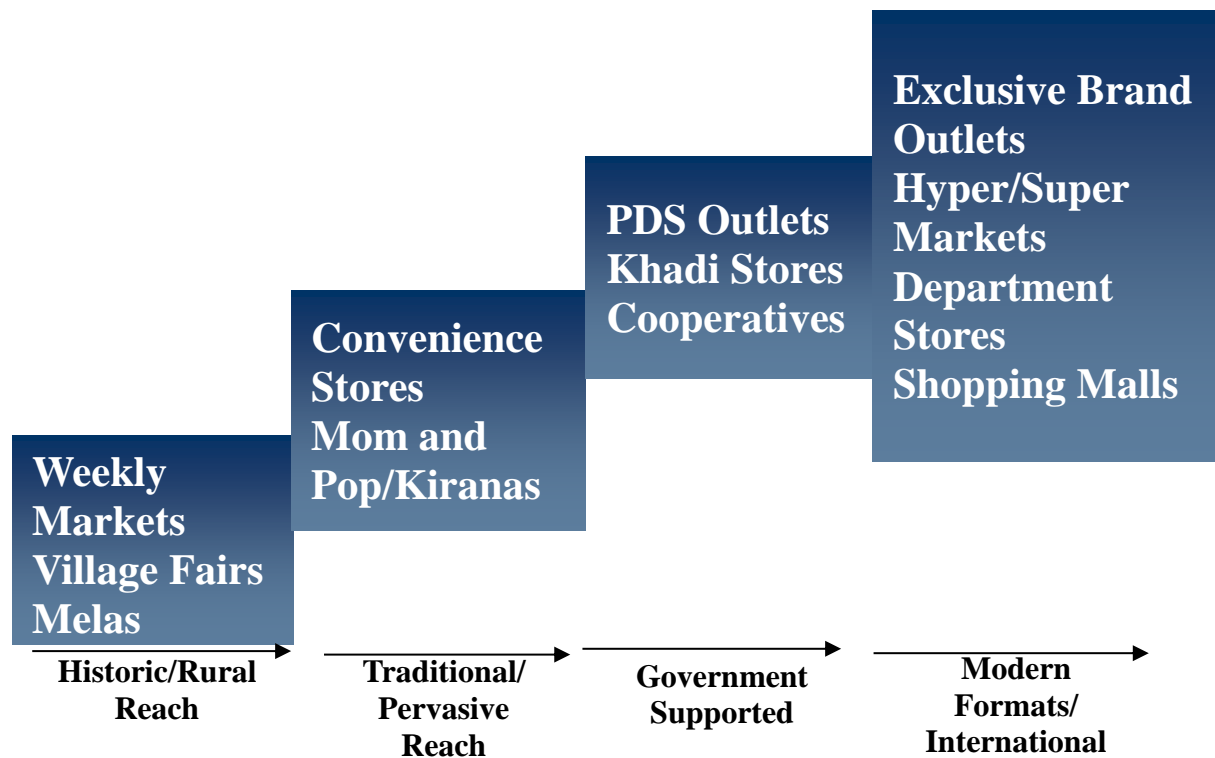 Weekly
Markets
Village Fairs
Melas
Historic/Rural
Reach
Convenience
Stores
Mom and
Pop/Kiranas
Traditional/
Pervasive
Reach
PDS Outlets
Khadi Stores
Cooperatives
Government
Supported
Exclusive Brand
Outlets
Hyper/Super
Markets
Department
Stores
Shopping Malls
Modern
Formats/
International